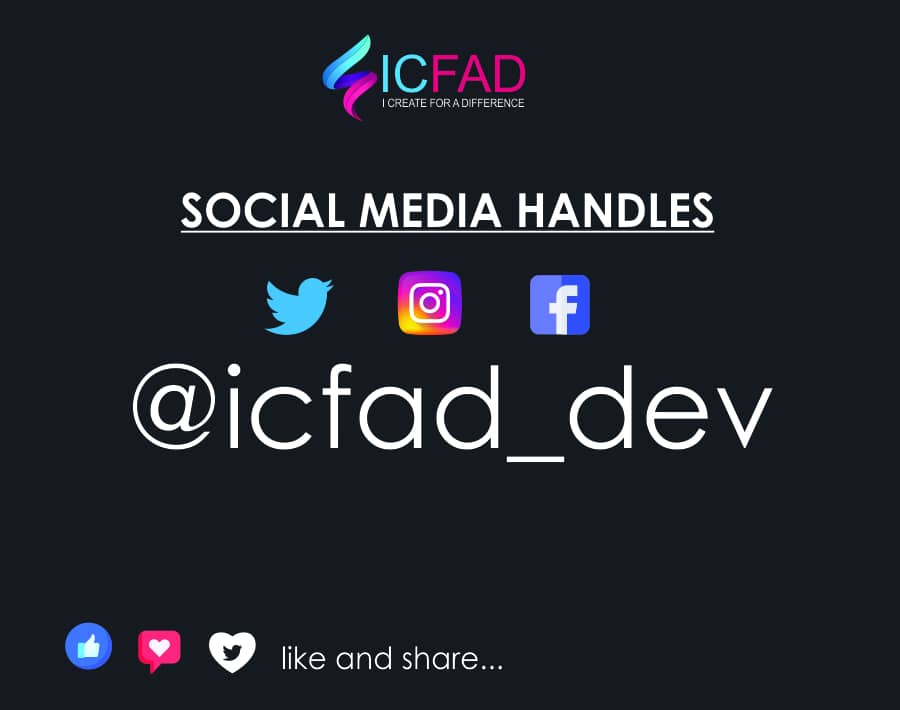 ICFAD
I CREATE FOR A DIFFERENCE
SOCIAL MEDIA HANDLES
@icfad_dev
like and share...